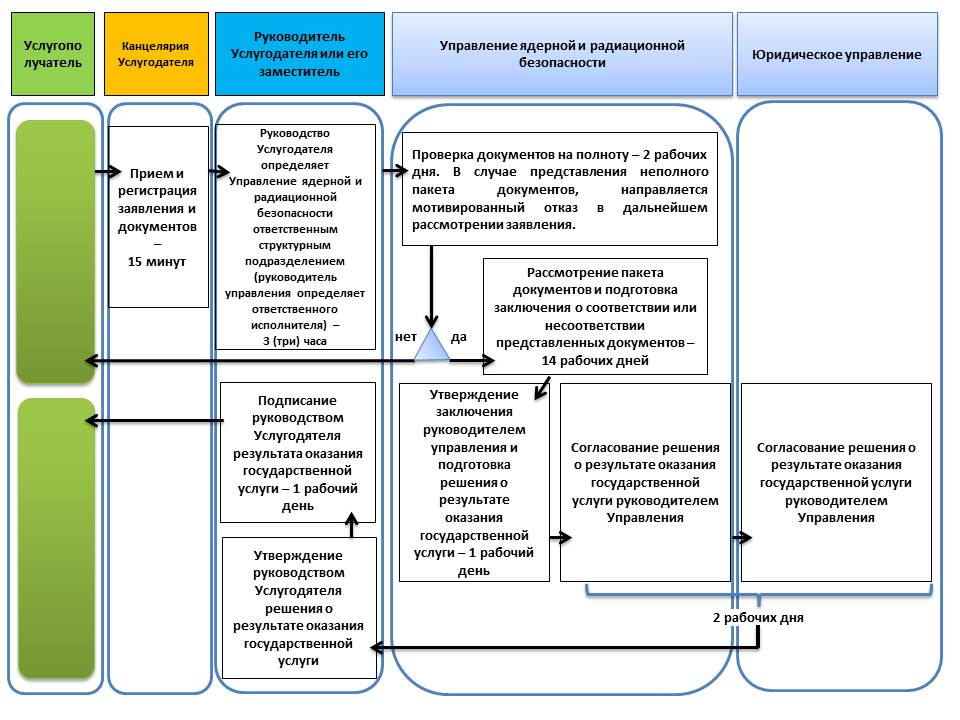 Услугопо
лучатель
Канцелярия
Услугодателя
Руководитель
Услугодателя или его
заместитель
Управление ядерной и радиационной
безопасности
Юридическое управление
Прием и
регистрация
заявления и
документов
–
15 минут
Руководство
Услугодателя
определяет
Управление ядерной и
радиационной
безопасности
ответственным
структурным
подразделением
(руководитель
управления определяет
ответственного
исполнителя) –
3 (три) часа
Проверка документов на полноту – 2 рабочих
дня. В случае представления неполного
пакета документов, направляется
мотивированный отказ в дальнейшем
рассмотрении заявления.
нет да
Рассмотрение пакета
документов и подготовка
заключения о соответствии или
несоответствии
представленных документов –
14 рабочих дней
Подписание
руководством
Услугодятеля
результата оказания
государственной
услуги – 1 рабочий
день
Утверждение
заключения
руководителем
управления и
подготовка
решения о
результате
оказания
государственной
услуги – 1 рабочий
день
Согласование решения
о результате оказания
государственной
услуги руководителем
Управления
Согласование решения о
результате оказания
государственной услуги
руководителем
Управления
Утверждение
руководством
Услугодятеля
решения о
результате оказания
государственной
услуги
2 рабочих дня